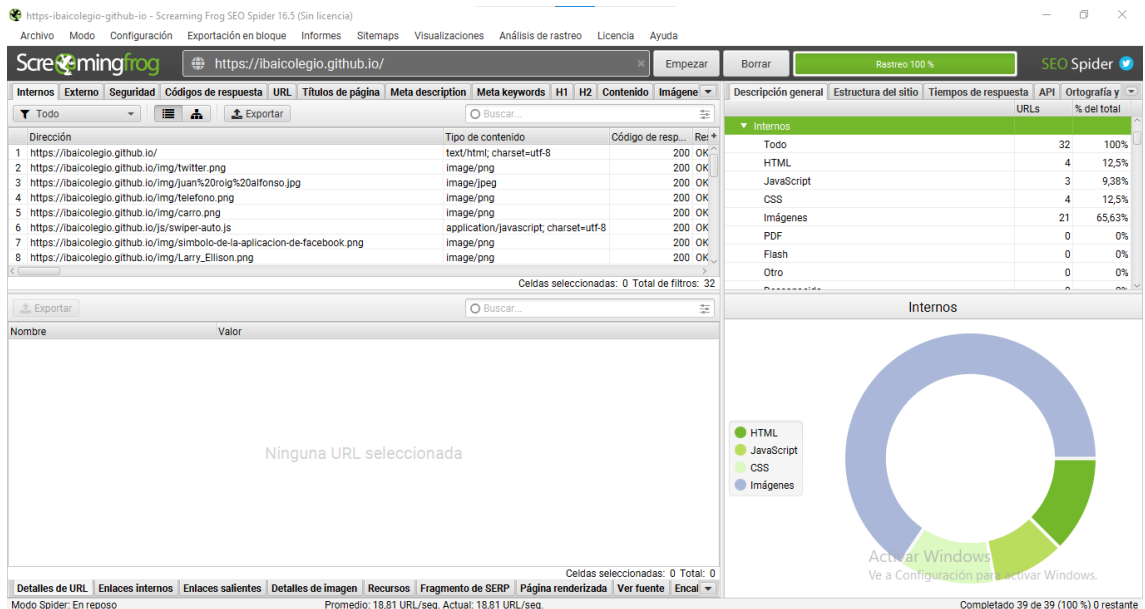 https-ibaicolegio-github-io - Screaming Frog SEO Spider 16.5 (Sin licencia)
Archivo Modo Configuración Exportación en bloque Informes Sitemaps Visualizaciones Análisis de rastreo Licencia Ayuda
Screamingfrog https://ibaicolegio.github.io/ Empezar Borrar Rastreo 100 % SEO Spider
Internos Externo Seguridad Códigos de respuesta URL Títulos de página Meta description Meta keywords H1 H2 Contenido Imágene
Descripción general Estructura del sitio Tiempos de respuesta API Ortografía y
Todo Exportar Buscar...
Dirección Tipo de contenido Código de resp... Re:
1 https://ibaicolegio.github.io/ text/html; charset=utf-8 200 OK
2 https://ibaicolegio.github.io/img/twitter.png image/png 200 OK
3 https://ibaicolegio.github.io/img/juan%20roig%20alfonso.jpg image/jpeg 200 OK
4 https://ibaicolegio.github.io/img/telefono.png image/png 200 OK
5 https://ibaicolegio.github.io/img/carro.png image/png 200 OK
6 https://ibaicolegio.github.io/js/swiper-auto.js application/javascript; charset=utf-8 200 OK
7 https://ibaicolegio.github.io/img/simbolo-de-la-aplicacion-de-facebook.png image/png 200 OK
8 https://ibaicolegio.github.io/img/Larry_Ellison.png image/png 200 OK
Celdas seleccionadas: 0 Total de filtros: 32
URLs % del total
Internos
Todo 32 100%
HTML 4 12,5%
JavaScript 3 9,38%
CSS 4 12,5%
Imágenes 21 65,63%
PDF 0 0%
Flash 0 0%
Otro 0 0%
Exportar Buscar...
Nombre Valor
Ninguna URL seleccionada
Celdas seleccionadas: 0 Total: 0
Internos
HTML
JavaScript
CSS
Imágenes
Activar Windows
Ve a Configuración para activar Windows.
Detalles de URL Enlaces internos Enlaces salientes Detalles de imagen Recursos Fragmento de SERP Página renderizada Ver fuente Encal
Modo Spider: En reposo Promedio: 18.81 URL/seg. Actual: 18.81 URL/seg. Completado 39 de 39 (100 %) 0 restante